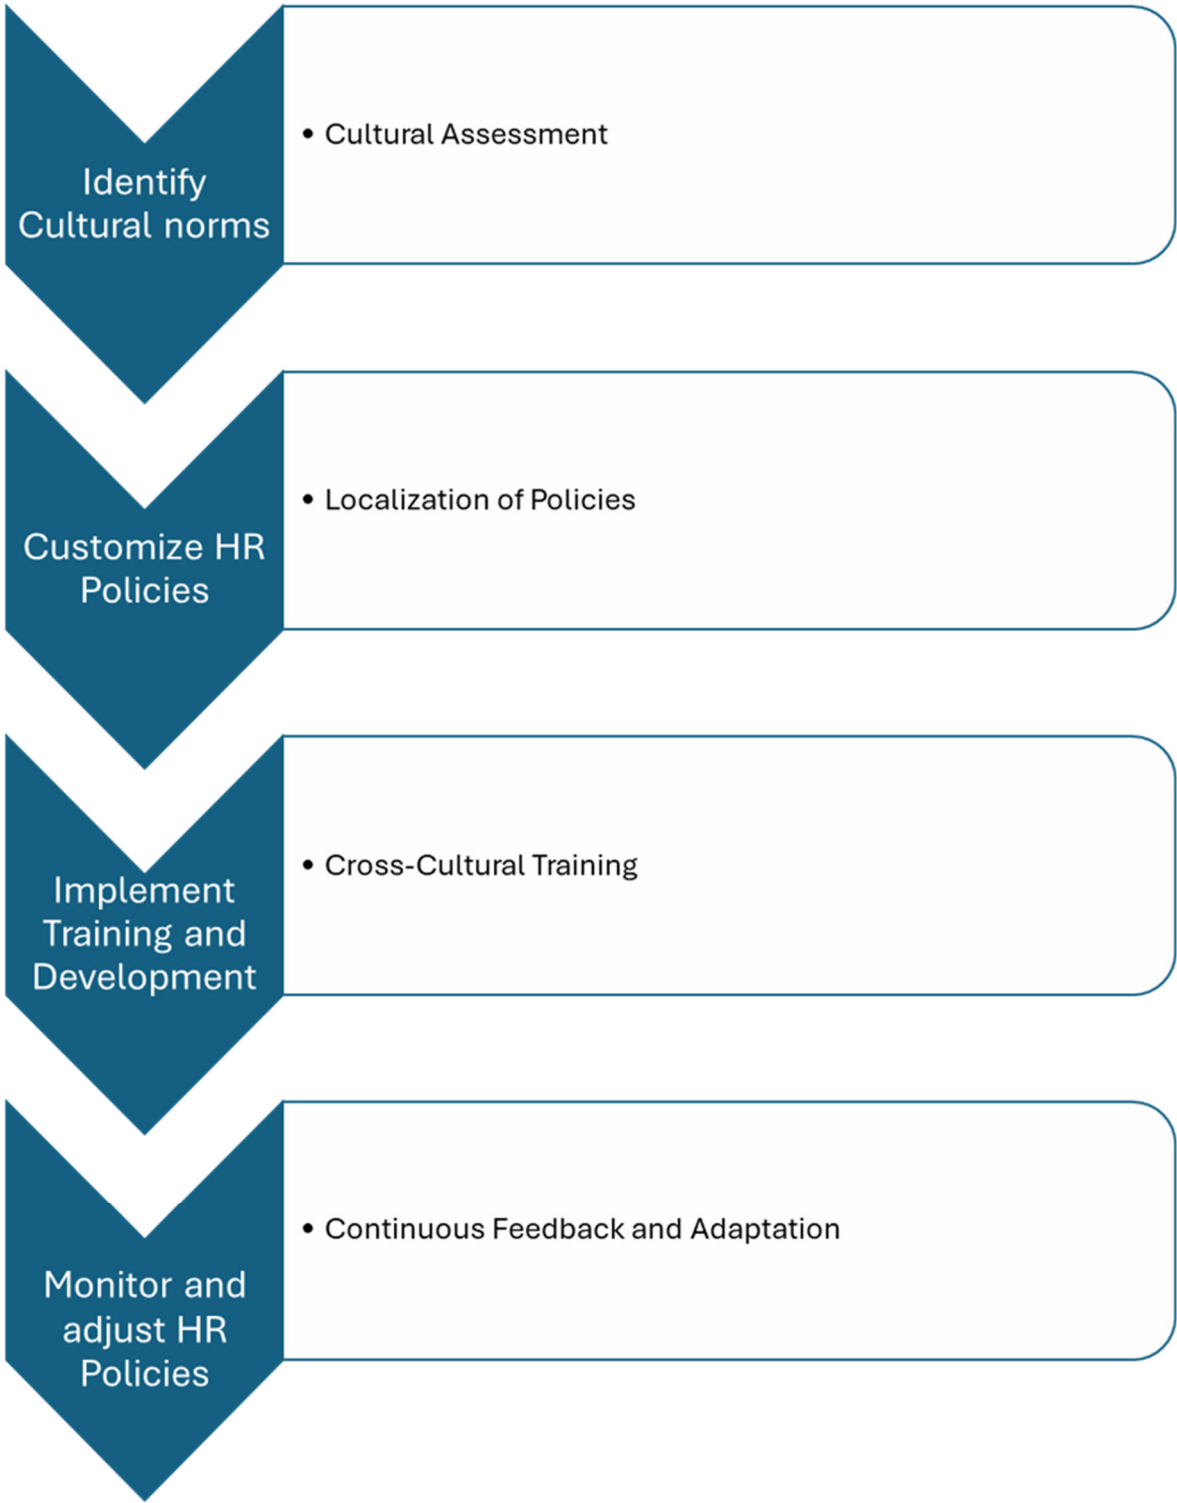 Identify
Cultural norms
• Cultural Assessment
Customize HR
Policies
• Localization of Policies
Implement
Training and
Development
• Cross-Cultural Training
Monitor and
adjust HR
Policies
• Continuous Feedback and Adaptation